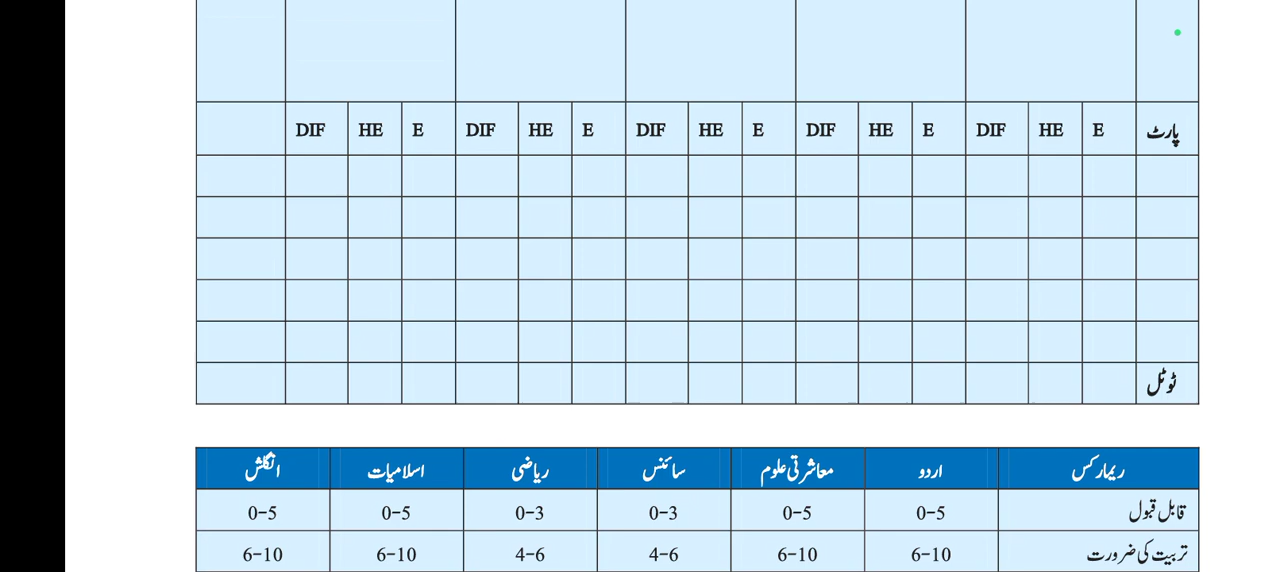 پارٹ E HE DIF E HE DIF E HE DIF E HE DIF E HE DIF
ٹوٹل
ریمارکس اردو معاشرتی علوم سائنس ریاضی اسلامیات انگلش
قابل قبول 0-5 0-5 0-3 0-3 0-5 0-5
تربیت کی ضرورت 6-10 6-10 4-6 4-6 6-10 6-10